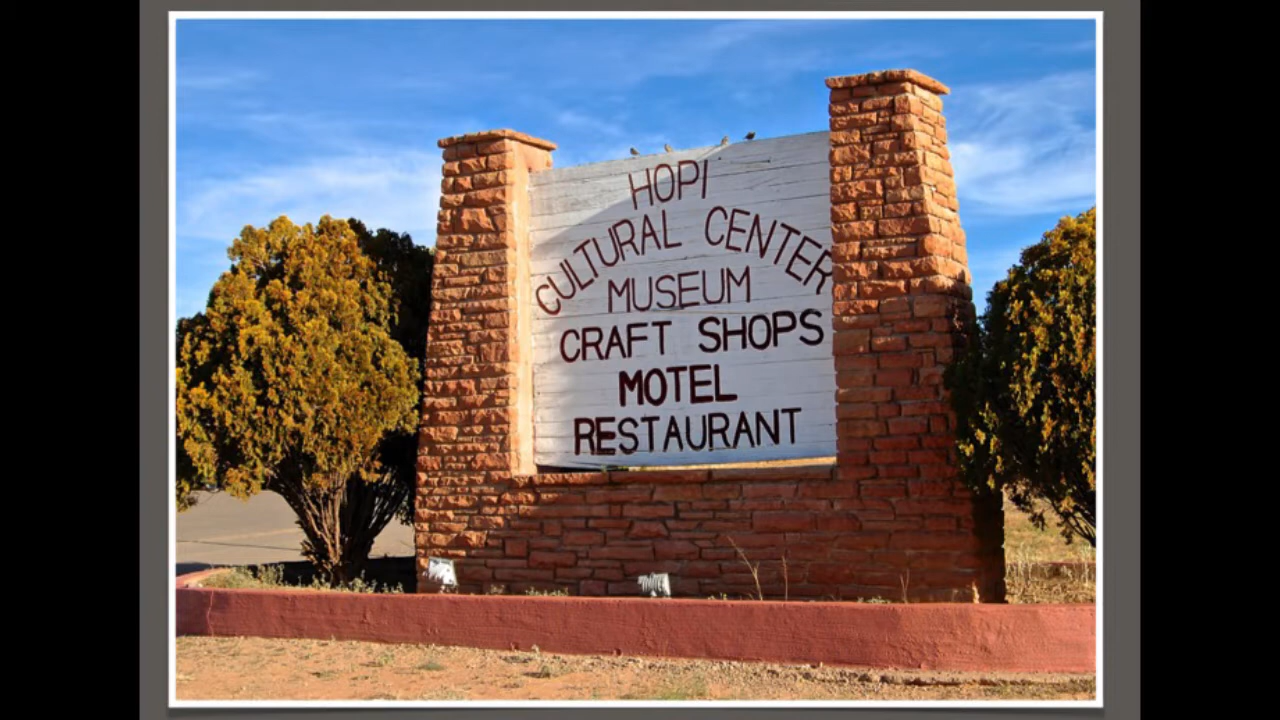 HOPI
CULTURAL CENTER
MUSEUM
CRAFT SHOPS
MOTEL
RESTAURANT